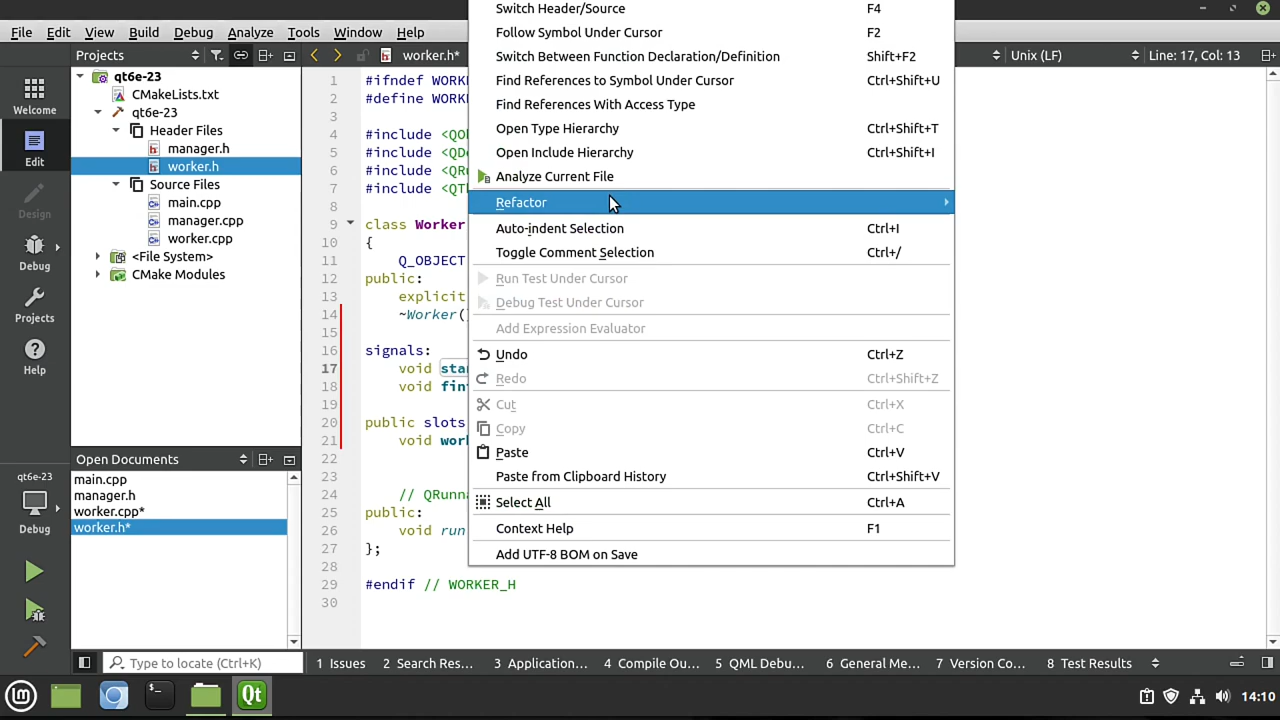 File Edit View Build Debug Analyze Tools Window Help
Projects
worker.h*
Unix (LF)
Line: 17, Col: 13
Welcome
Edit
Design
Debug
Projects
Help
qt6e-23
Debug
qt6e-23
CMakeLists.txt
qt6e-23
Header Files
manager.h
worker.h
Source Files
main.cpp
manager.cpp
worker.cpp
<File System>
CMake Modules
Open Documents
main.cpp
manager.h
worker.cpp*
worker.h*
1 #ifndef WORK
2 #define WORK
3
4 #include <QO
5 #include <QD
6 #include <QR
7 #include <QT
8
9 class Worker
10 {
11 Q_OBJECT
12 public:
13 explicit
14 ~Worker(
15
16 signals:
17 void star
18 void fin
19
20 public slots
21 void work
22
23
24 // QRunn
25 public:
26 void run
27 };
28
29 #endif // WORKER_H
30
Switch Header/Source F4
Follow Symbol Under Cursor F2
Switch Between Function Declaration/Definition Shift+F2
Find References to Symbol Under Cursor Ctrl+Shift+U
Find References With Access Type
Open Type Hierarchy Ctrl+Shift+T
Open Include Hierarchy Ctrl+Shift+I
Analyze Current File
Refactor
Auto-indent Selection Ctrl+I
Toggle Comment Selection Ctrl+/
Run Test Under Cursor
Debug Test Under Cursor
Add Expression Evaluator
Undo Ctrl+Z
Redo Ctrl+Shift+Z
Cut Ctrl+X
Copy Ctrl+C
Paste Ctrl+V
Paste from Clipboard History Ctrl+Shift+V
Select All Ctrl+A
Context Help F1
Add UTF-8 BOM on Save
Type to locate (Ctrl+K)
1 Issues 2 Search Res... 3 Application... 4 Compile Ou... 5 QML Debu... 6 General Me... 7 Version Co... 8 Test Results
Qt
14:10